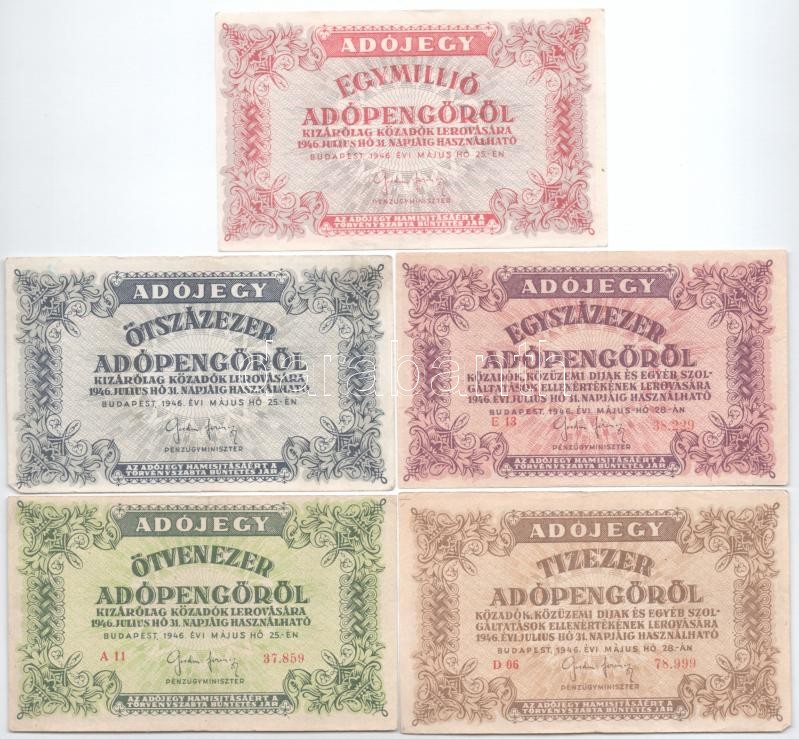 ADÓJEGY
EGYMILLIÓ
ADÓPENGŐRŐL
KIZÁRÓLAG KÖZADÓK LEROVÁSÁRA
1946. JULIUS HÓ 31. NAPJÁIG HASZNÁLHATÓ
BUDAPEST, 1946. ÉVI MÁJUS HÓ 25.-ÉN
PÉNZÜGYMINISZTER
AZ ADÓJEGY HAMISITÁSÁÉRT A
TÖRVÉNYSZABTA BÜNTETÉS JÁR
ADÓJEGY
ÖTSZÁZEZER
ADÓPENGŐRŐL
KIZÁRÓLAG KÖZADÓK LEROVÁSÁRA
1946. JULIUS HÓ 31. NAPJÁIG HASZNÁLHATÓ
BUDAPEST, 1946. ÉVI MÁJUS HÓ 25.-ÉN
PÉNZÜGYMINISZTER
AZ ADÓJEGY HAMISITÁSÁÉRT A
TÖRVÉNYSZABTA BÜNTETÉS JÁR
ADÓJEGY
EGYSZÁZEZER
ADÓPENGŐRŐL
KÖZADÓK, KÖZÜZEMI DIJAK ÉS EGYÉB SZOL-
GÁLTATÁSOK ELLENÉRTÉKÉNEK LEROVÁSÁRA
1946. ÉVI JULIUS HÓ 31. NAPJÁIG HASZNÁLHATÓ
BUDAPEST, 1946. ÉVI MÁJUS HÓ 28.-ÁN
E 13 38.229
PÉNZÜGYMINISZTER
AZ ADÓJEGY HAMISITÁSÁÉRT A
TÖRVÉNYSZABTA BÜNTETÉS JÁR
darabanth
ADÓJEGY
ÖTVENEZER
ADÓPENGŐRŐL
KIZÁRÓLAG KÖZADÓK LEROVÁSÁRA
1946. JULIUS HÓ 31. NAPJÁIG HASZNÁLHATÓ
BUDAPEST, 1946. ÉVI MÁJUS HÓ 25.-ÉN
A 11 37.859
PÉNZÜGYMINISZTER
AZ ADÓJEGY HAMISITÁSÁÉRT A
TÖRVÉNYSZABTA BÜNTETÉS JÁR
ADÓJEGY
TIZEZER
ADÓPENGŐRŐL
KÖZADÓK, KÖZÜZEMI DIJAK ÉS EGYÉB SZOL-
GÁLTATÁSOK ELLENÉRTÉKÉNEK LEROVÁSÁRA
1946. ÉVI JULIUS HÓ 31. NAPJÁIG HASZNÁLHATÓ
BUDAPEST, 1946. ÉVI MÁJUS HÓ 28.-ÁN
D 06 78.999
PÉNZÜGYMINISZTER
AZ ADÓJEGY HAMISITÁSÁÉRT A
TÖRVÉNYSZABTA BÜNTETÉS JÁR